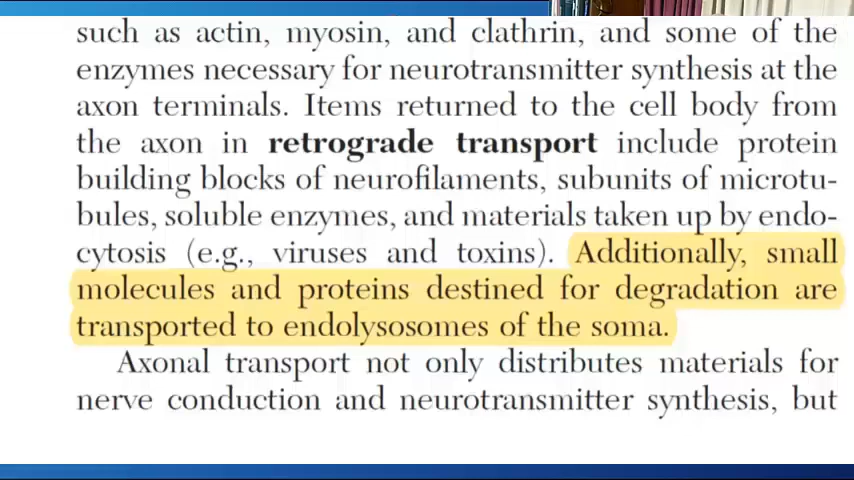 such as actin, myosin, and clathrin, and some of the
enzymes necessary for neurotransmitter synthesis at the
axon terminals. Items returned to the cell body from
the axon in retrograde transport include protein
building blocks of neurofilaments, subunits of microtu-
bules, soluble enzymes, and materials taken up by endo-
cytosis (e.g., viruses and toxins). Additionally, small
molecules and proteins destined for degradation are
transported to endolysosomes of the soma.
Axonal transport not only distributes materials for
nerve conduction and neurotransmitter synthesis, but